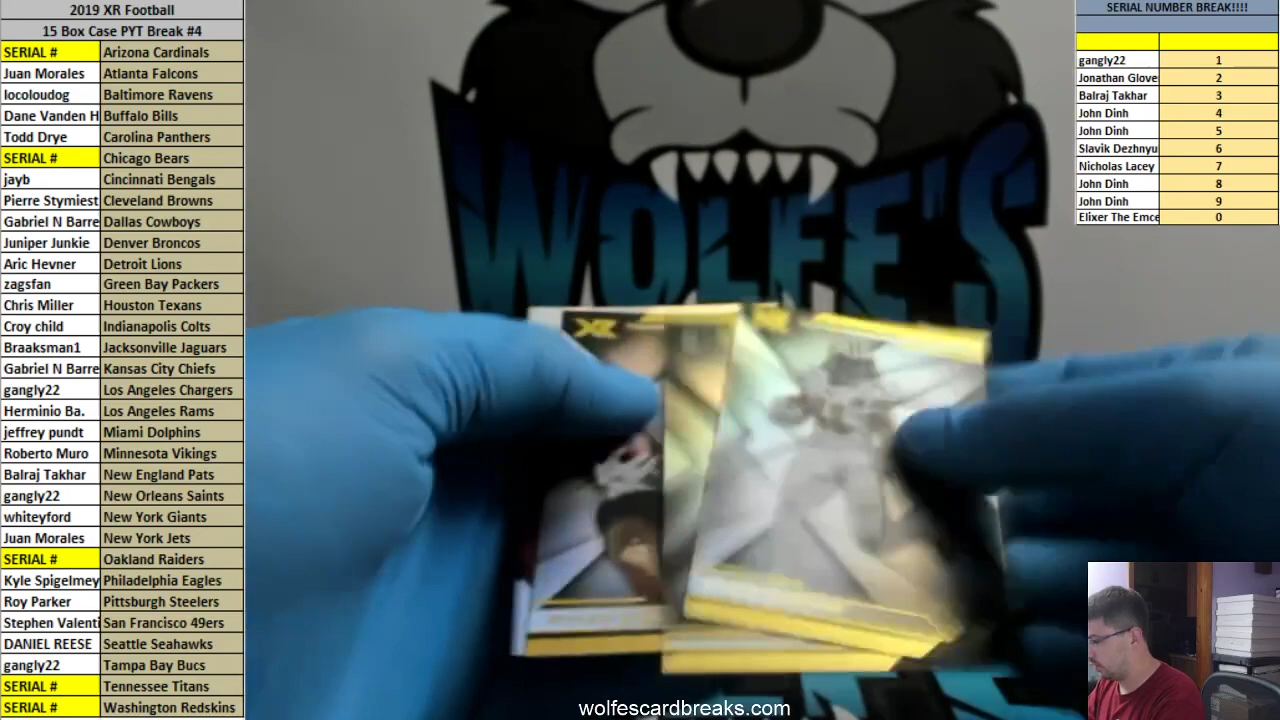 2019 XR Football
15 Box Case PYT Break #4
SERIAL # Arizona Cardinals
Juan Morales Atlanta Falcons
locoloudog Baltimore Ravens
Dane Vanden H Buffalo Bills
Todd Drye Carolina Panthers
SERIAL # Chicago Bears
jayb Cincinnati Bengals
Pierre Stymiest Cleveland Browns
Gabriel N Barre Dallas Cowboys
Juniper Junkie Denver Broncos
Aric Hevner Detroit Lions
zagsfan Green Bay Packers
Chris Miller Houston Texans
Croy child Indianapolis Colts
Braaksman1 Jacksonville Jaguars
Gabriel N Barre Kansas City Chiefs
gangly22 Los Angeles Chargers
Herminio Ba. Los Angeles Rams
jeffrey pundt Miami Dolphins
Roberto Muro Minnesota Vikings
Balraj Takhar New England Pats
gangly22 New Orleans Saints
whiteyford New York Giants
Juan Morales New York Jets
SERIAL # Oakland Raiders
Kyle Spigelmey Philadelphia Eagles
Roy Parker Pittsburgh Steelers
Stephen Valenti San Francisco 49ers
DANIEL REESE Seattle Seahawks
gangly22 Tampa Bay Bucs
SERIAL # Tennessee Titans
SERIAL # Washington Redskins
WOLFE'S
XR
wolfescardbreaks.com
SERIAL NUMBER BREAK!!!!
gangly22 1
Jonathan Glove 2
Balraj Takhar 3
John Dinh 4
John Dinh 5
Slavik Dezhnyu 6
Nicholas Lacey 7
John Dinh 8
John Dinh 9
Elixer The Emce 0